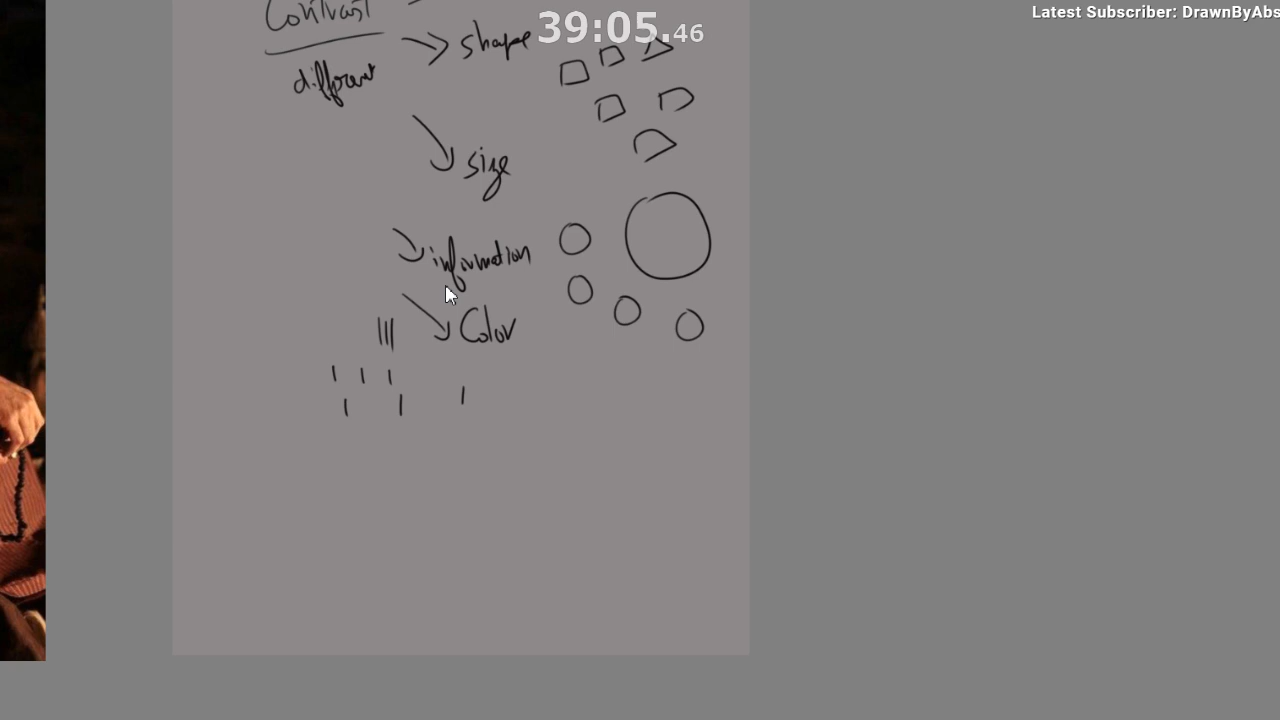 Latest Subscriber: DrawnByAbs
Contrast
39:05.46
shape
different
size
information
Color